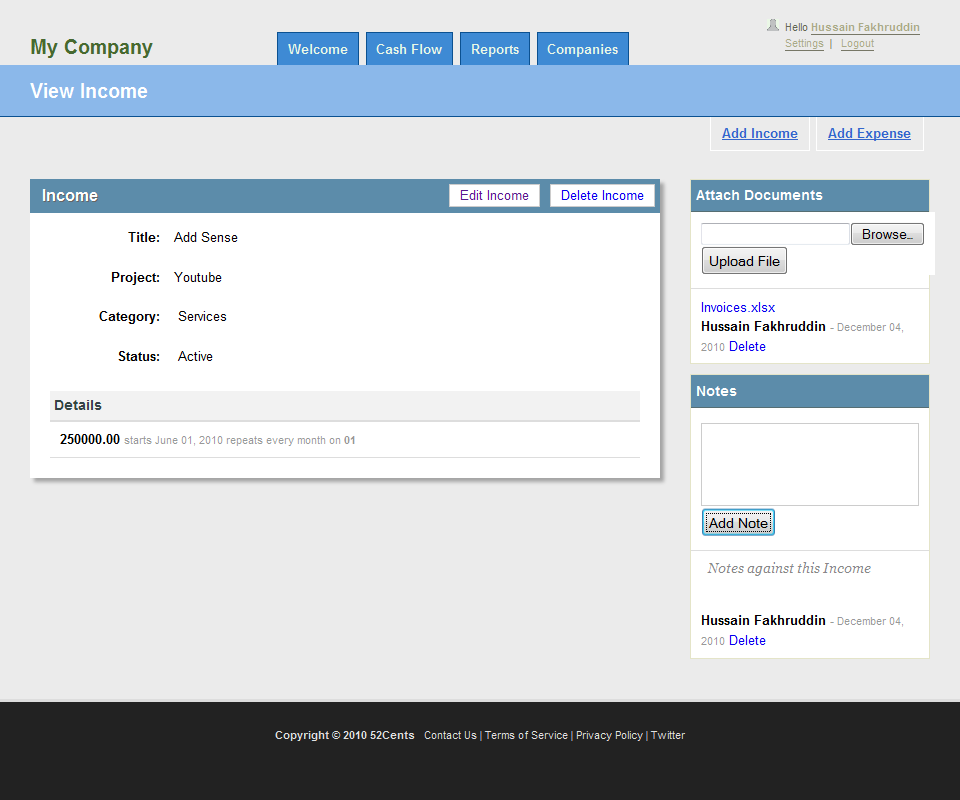 My Company
Welcome
Cash Flow
Reports
Companies
Hello Hussain Fakhruddin
Settings | Logout
View Income
Add Income
Add Expense
Income
Edit Income
Delete Income
Title: Add Sense
Project: Youtube
Category: Services
Status: Active
Details
250000.00 starts June 01, 2010 repeats every month on 01
Attach Documents
Browse...
Upload File
Invoices.xlsx
Hussain Fakhruddin - December 04,
2010 Delete
Notes
Add Note
Notes against this Income
Hussain Fakhruddin - December 04,
2010 Delete
Copyright © 2010 52Cents Contact Us | Terms of Service | Privacy Policy | Twitter